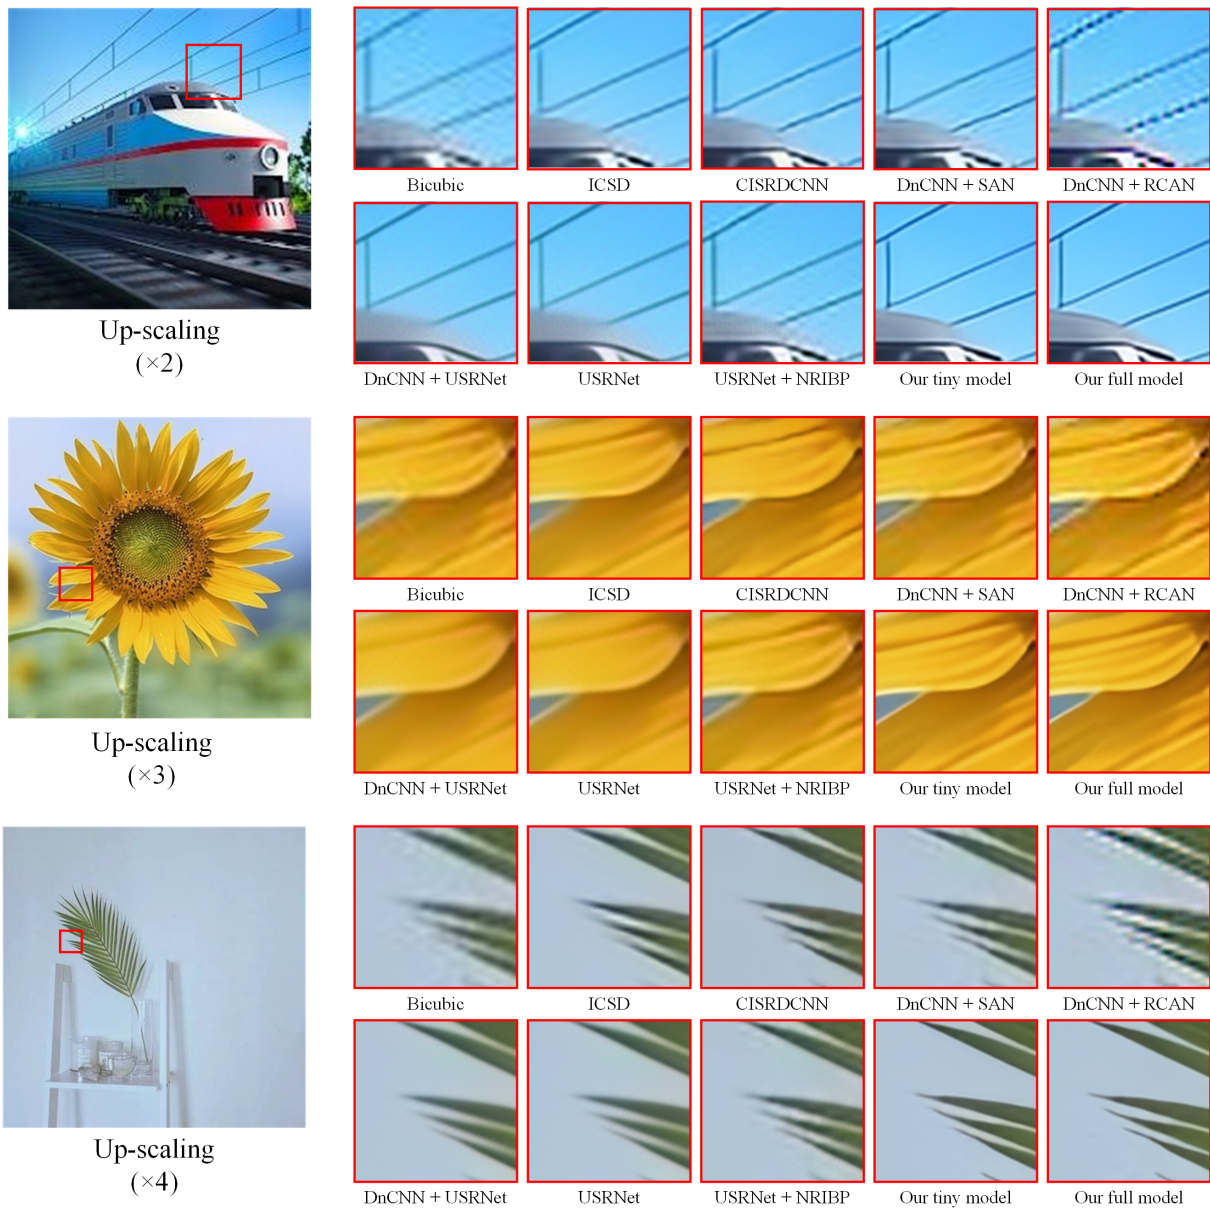 Bicubic
ICSD
CISRDCNN
DnCNN + SAN
DnCNN + RCAN
DnCNN + USRNet
USRNet
USRNet + NRIBP
Our tiny model
Our full model
Up-scaling
(×2)
Bicubic
ICSD
CISRDCNN
DnCNN + SAN
DnCNN + RCAN
DnCNN + USRNet
USRNet
USRNet + NRIBP
Our tiny model
Our full model
Up-scaling
(×3)
Bicubic
ICSD
CISRDCNN
DnCNN + SAN
DnCNN + RCAN
DnCNN + USRNet
USRNet
USRNet + NRIBP
Our tiny model
Our full model
Up-scaling
(×4)